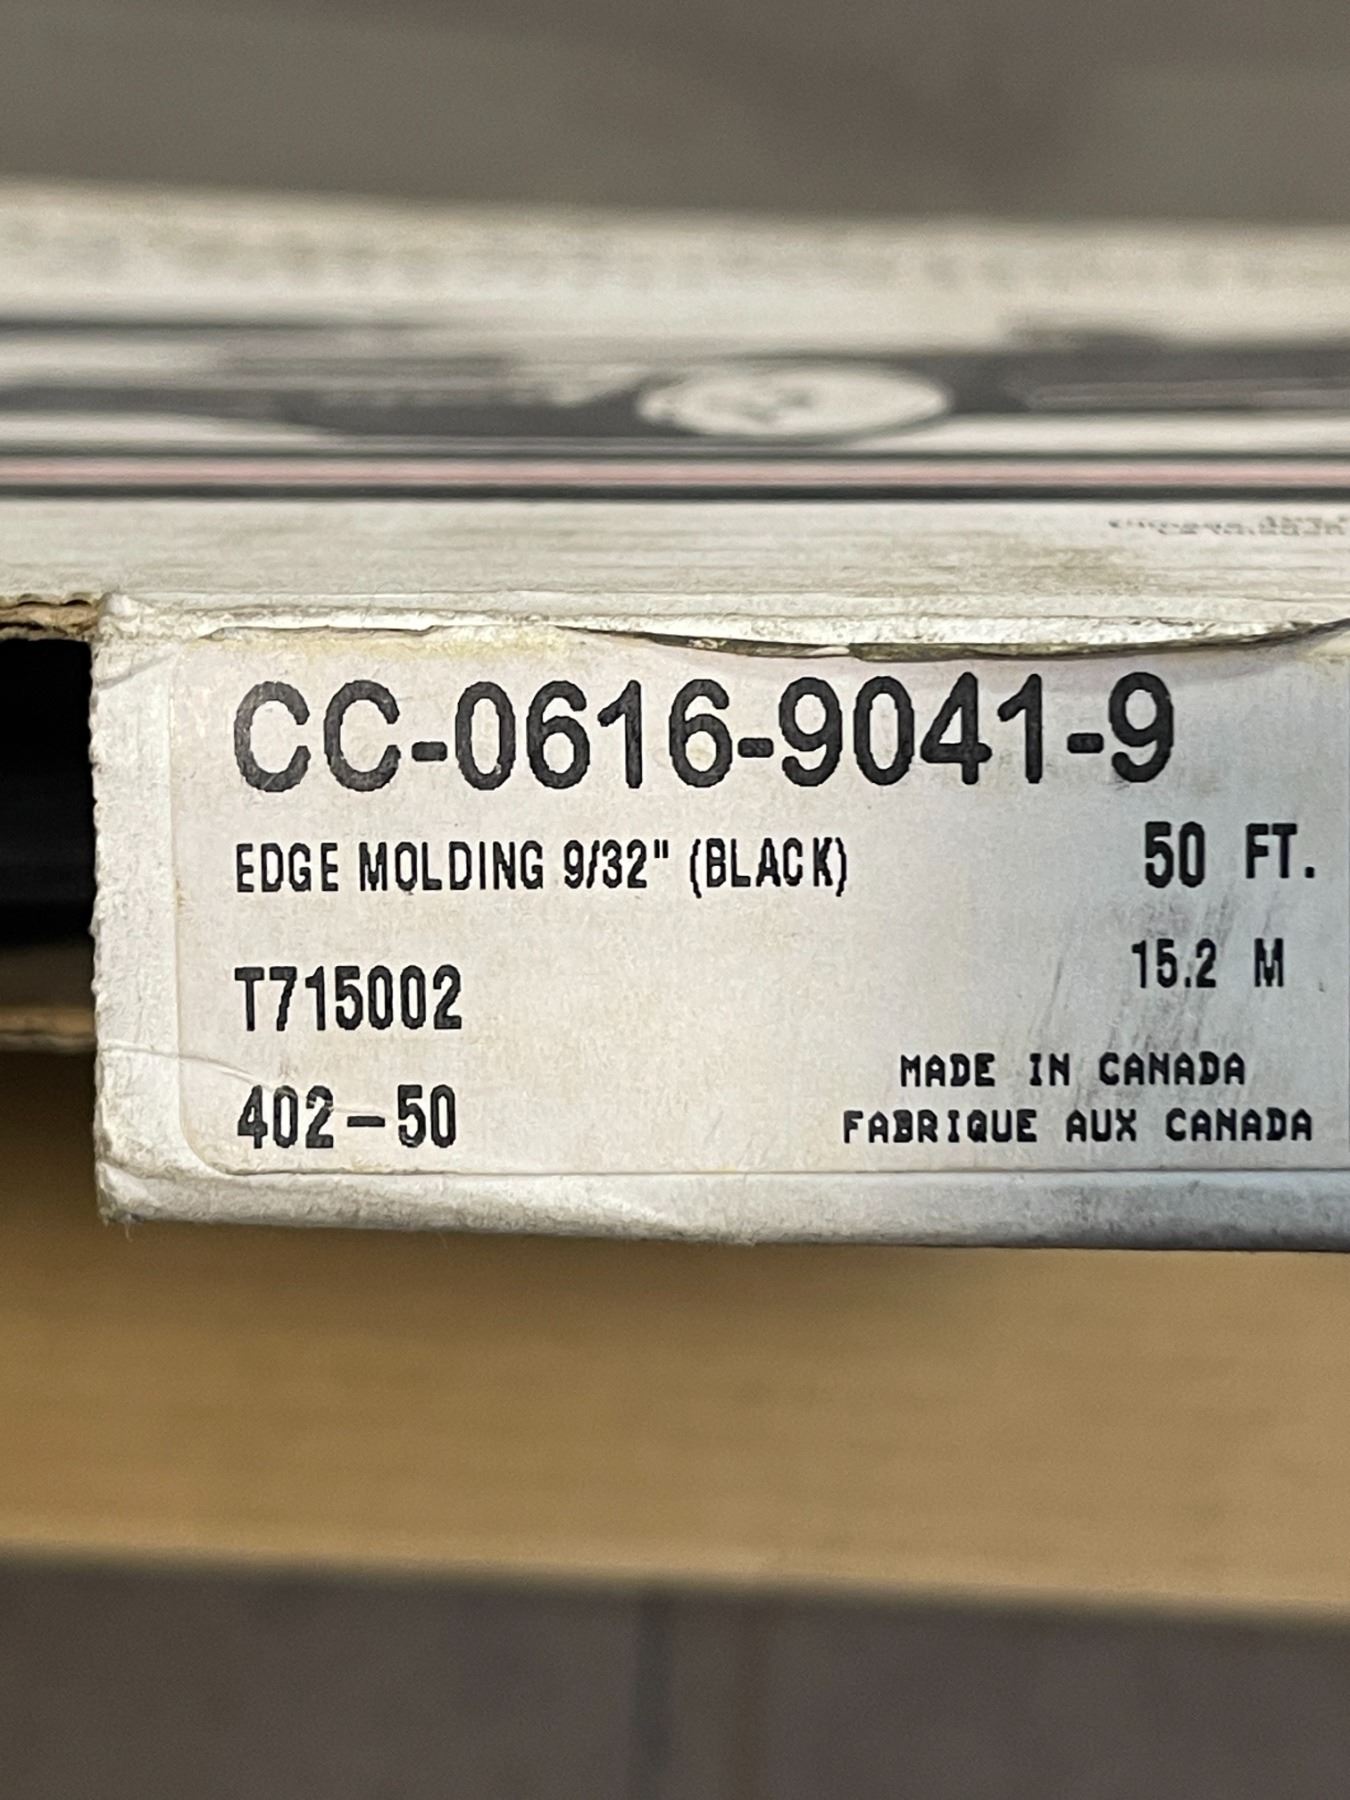 CC-0616-9041-9
EDGE MOLDING 9/32" (BLACK) 50 FT.
15.2 M
T715002
MADE IN CANADA
402-50
FABRIQUE AUX CANADA